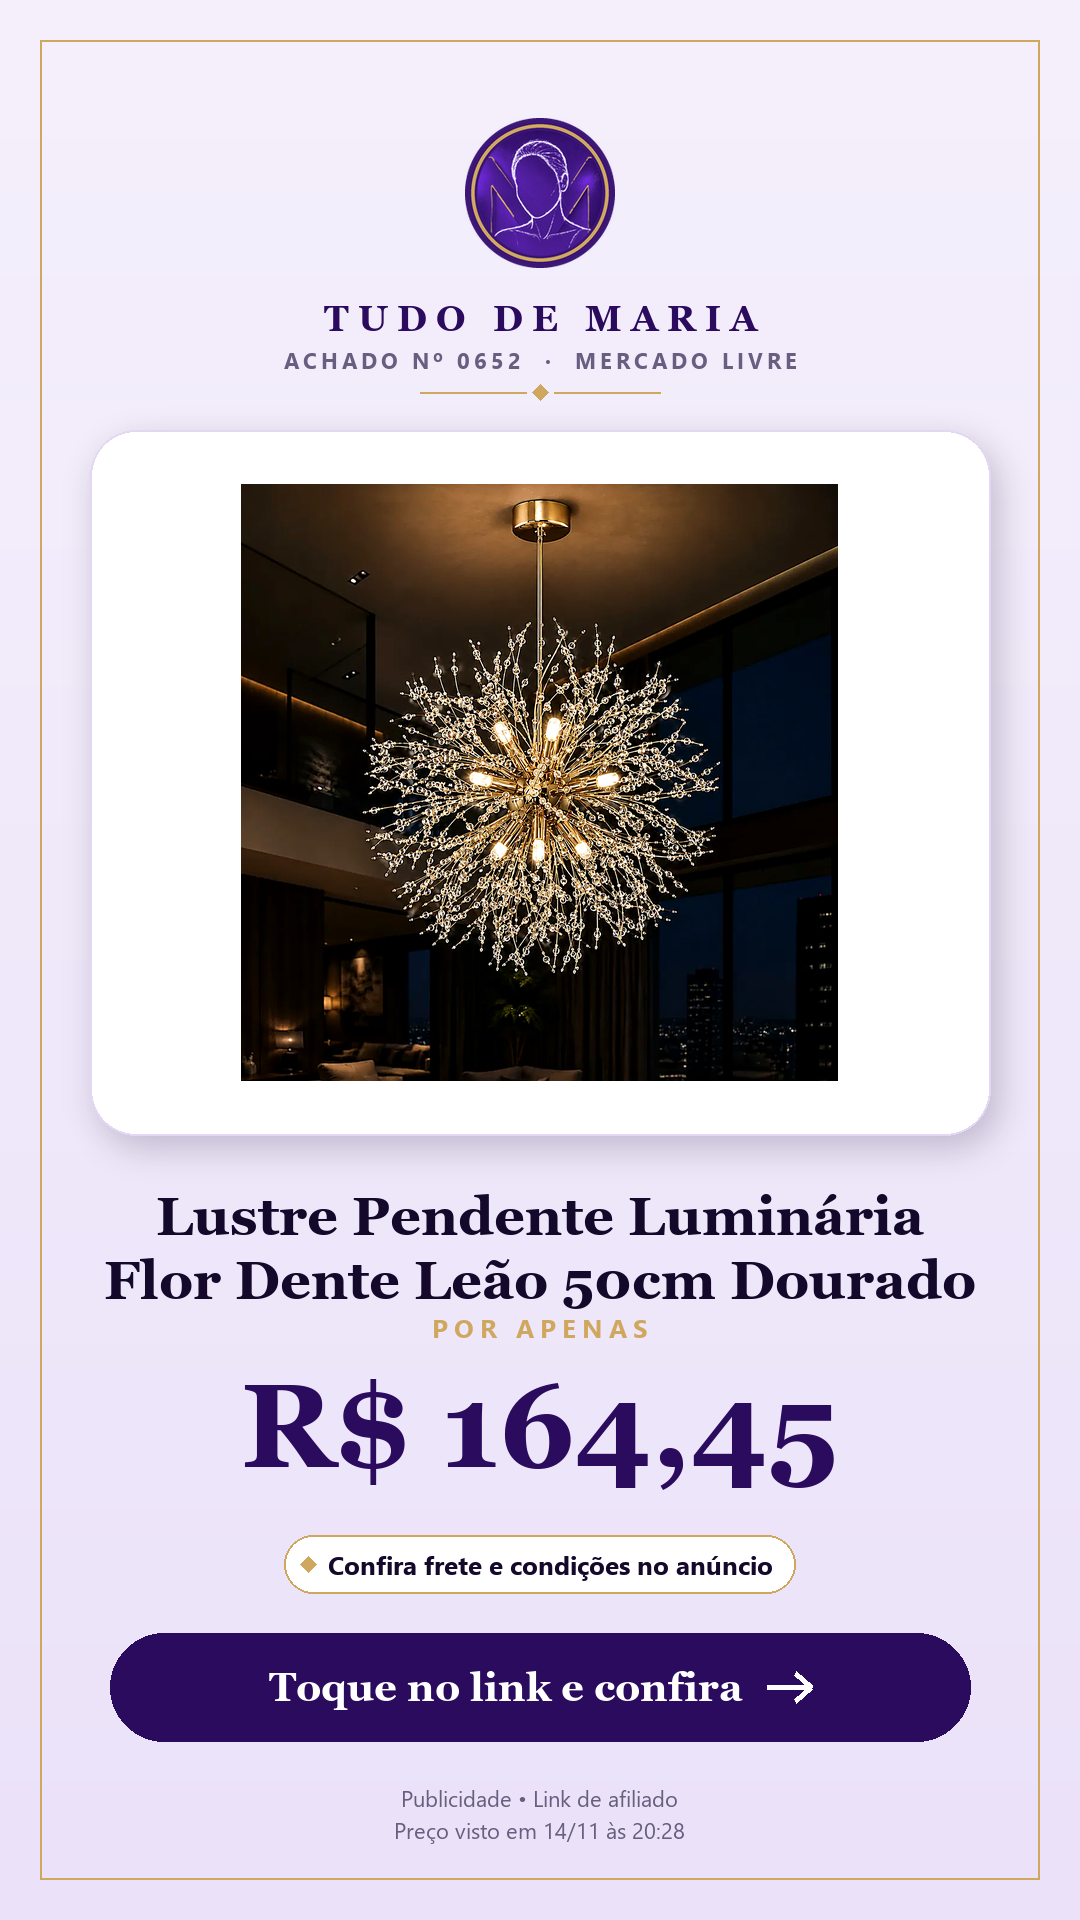 TUDO DE MARIA
ACHADO Nº 0652 · MERCADO LIVRE
Lustre Pendente Luminária
Flor Dente Leão 50cm Dourado
POR APENAS
R$ 164,45
Confira frete e condições no anúncio
Toque no link e confira →
Publicidade • Link de afiliado
Preço visto em 14/11 às 20:28